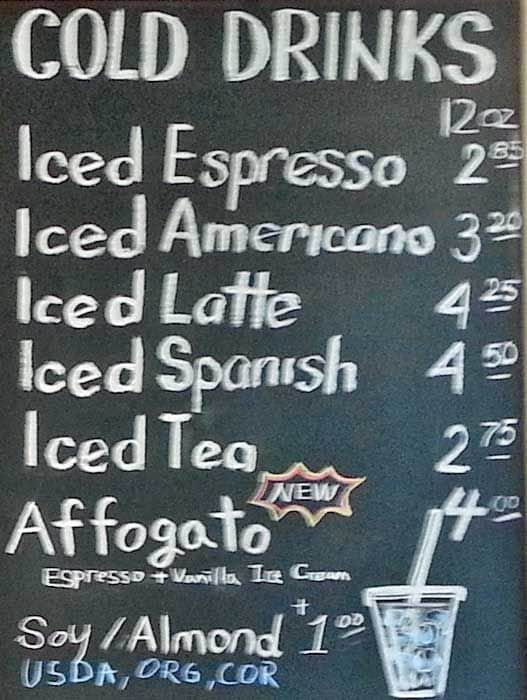 COLD DRINKS
12oz
Iced Espresso 2 85
Iced Americano 3 20
Iced Latte 4 25
Iced Spanish 4 50
Iced Tea 2 75
NEW
Affogato 4 00
Espresso + Vanilla Ice Cream
Soy/Almond +1 00
USDA, ORG, COR